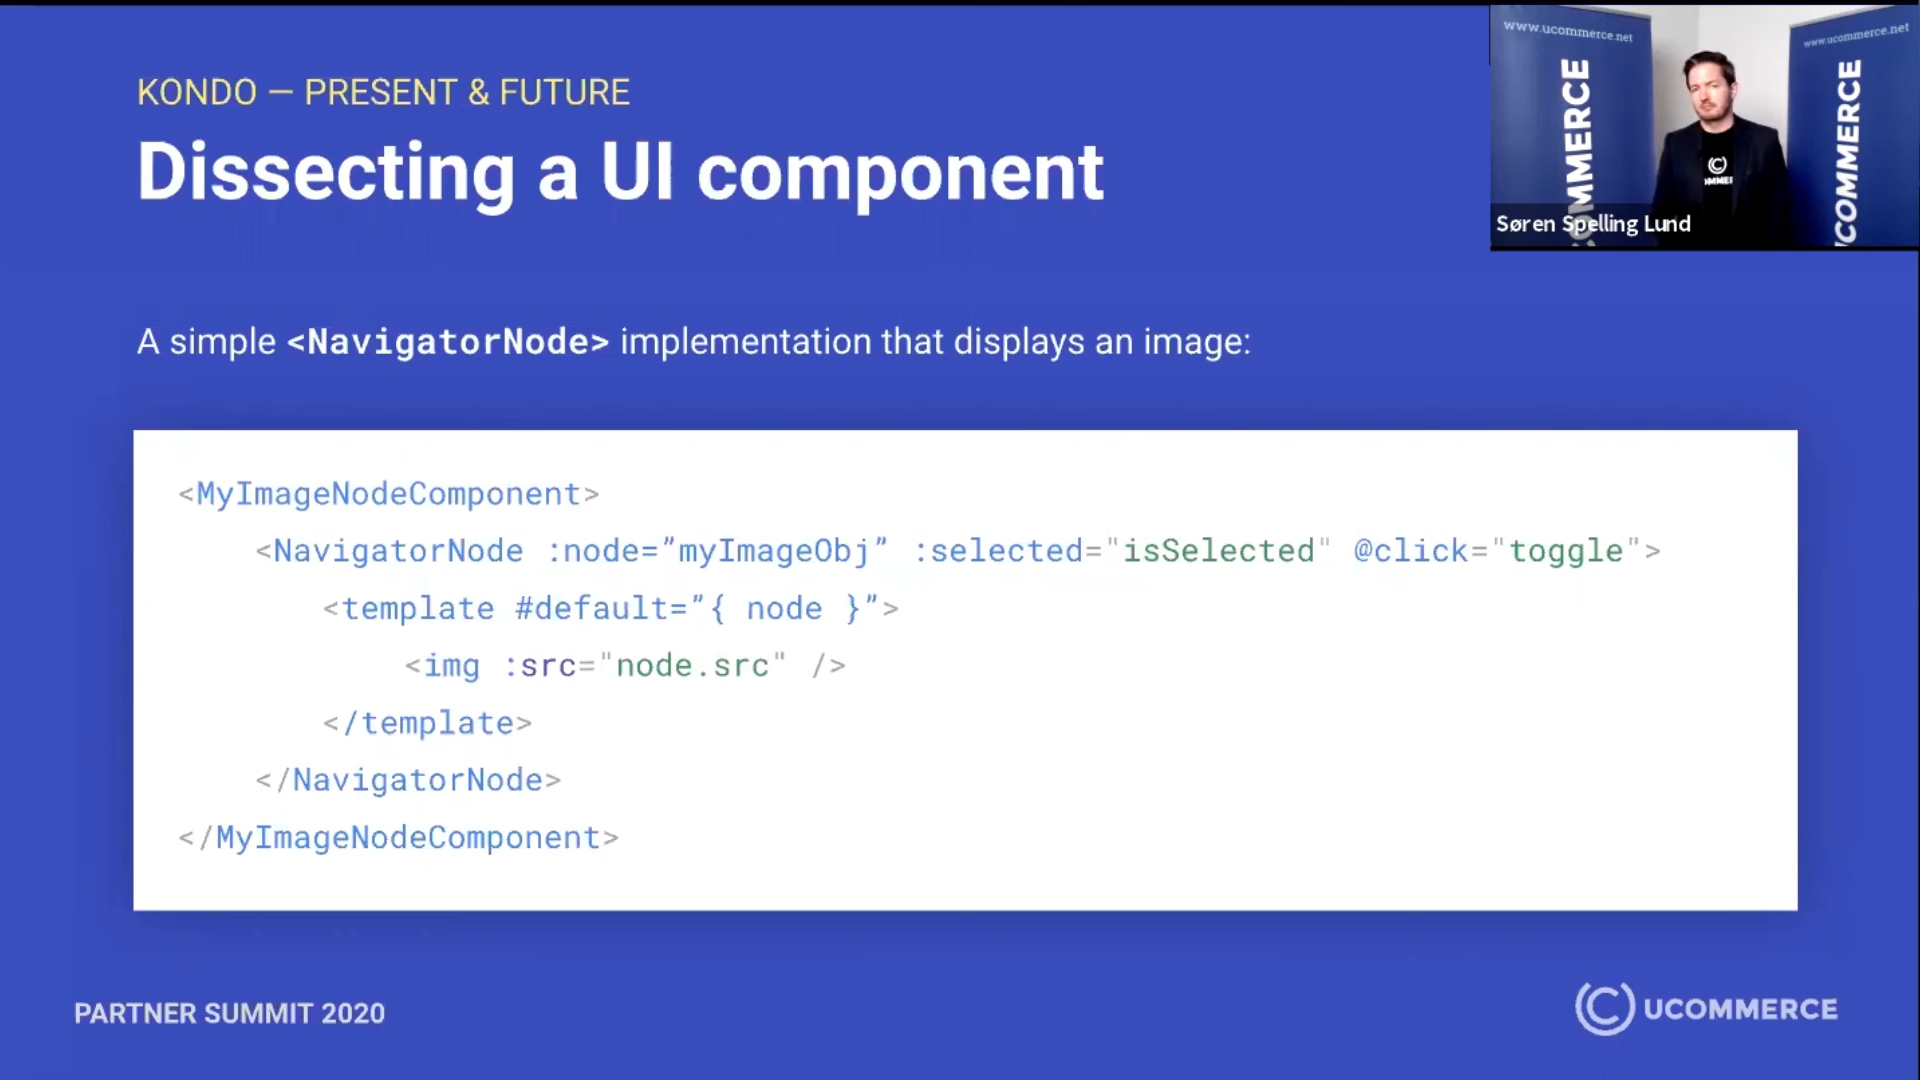 KONDO — PRESENT & FUTURE
Dissecting a UI component
www.ucommerce.net
www.ucommerce.net
COMMERCE
UCOMMERCE
Søren Spelling Lund
A simple <NavigatorNode> implementation that displays an image:
<MyImageNodeComponent>
<NavigatorNode :node=”myImageObj” :selected="isSelected" @click="toggle">
<template #default=”{ node }”>
<img :src="node.src" />
</template>
</NavigatorNode>
</MyImageNodeComponent>
PARTNER SUMMIT 2020
UCOMMERCE